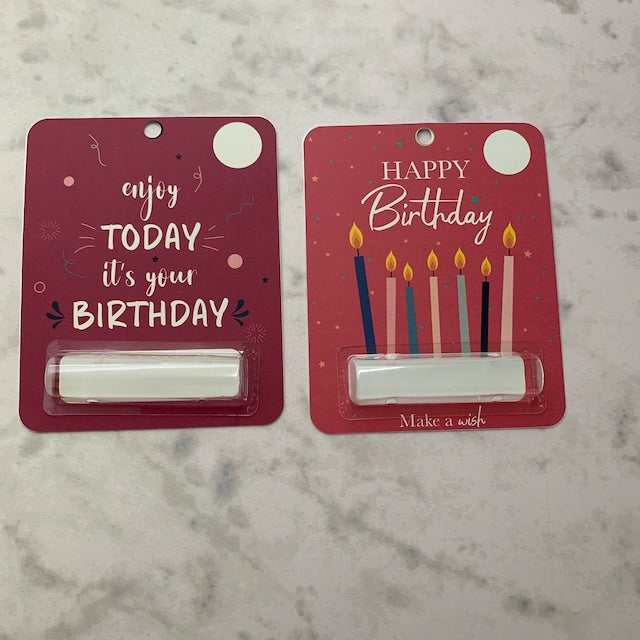 enjoy
TODAY
it's your
BIRTHDAY
HAPPY
Birthday
Make a wish